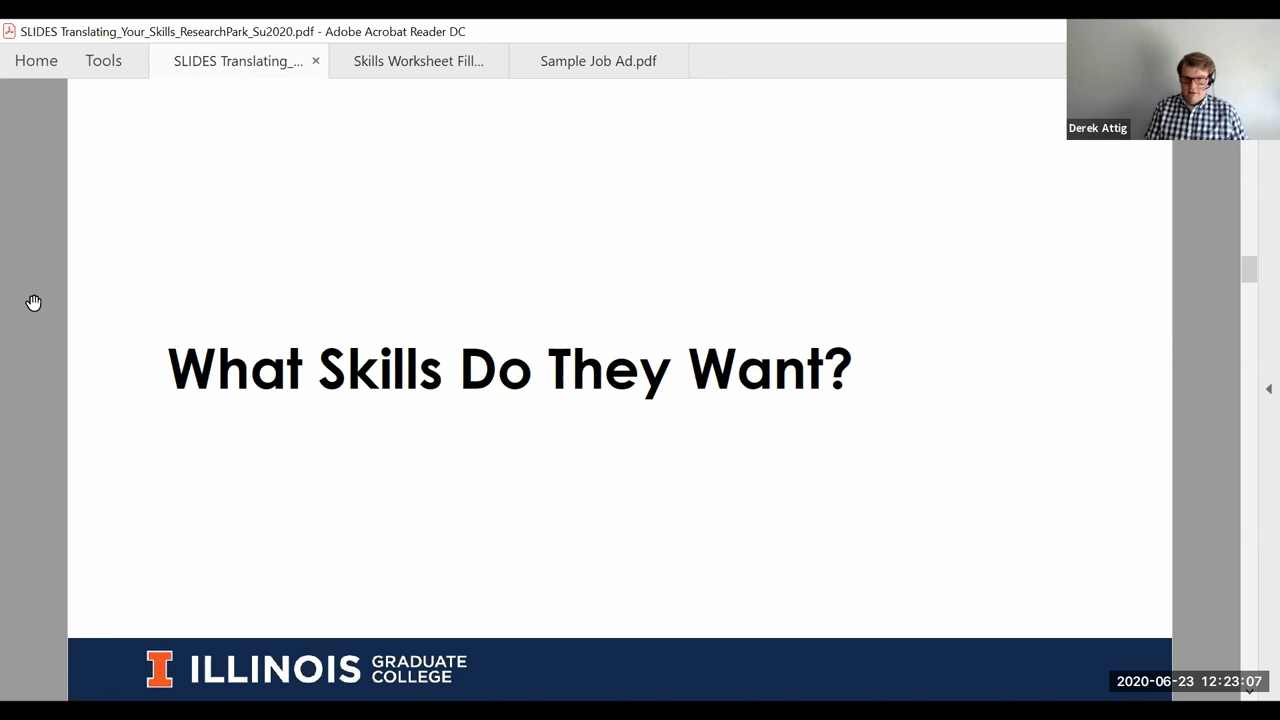 SLIDES Translating_Your_Skills_ResearchPark_Su2020.pdf - Adobe Acrobat Reader DC
Home Tools SLIDES Translating_... × Skills Worksheet Fill... Sample Job Ad.pdf
Derek Attig
What Skills Do They Want?
I ILLINOIS GRADUATE COLLEGE
2020-06-23 12:23:07